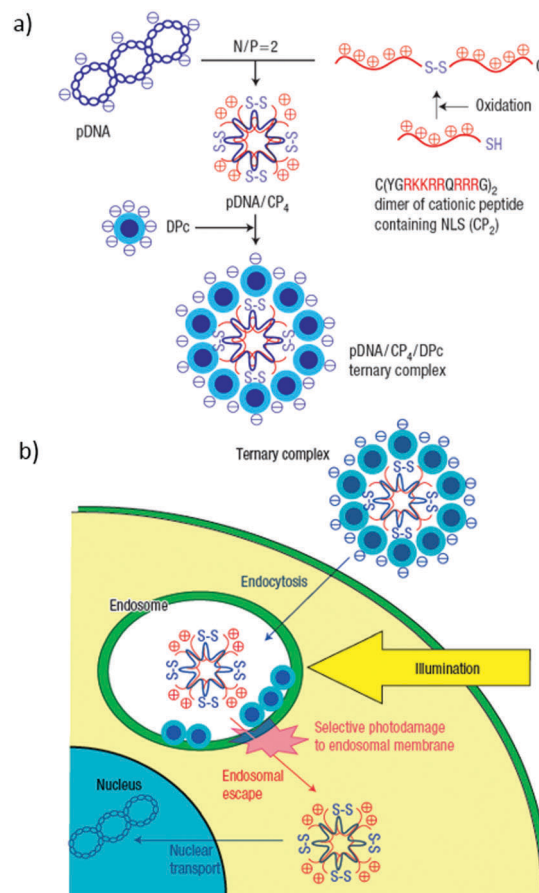 a)
N/P=2
S-S
Oxidation
SH
pDNA
S-S
S-S
S-S
S-S
pDNA/CP4
C(YGRKKRRQRRRG)2
dimer of cationic peptide
containing NLS (CP2)
DPc
S-S
S-S
S-S
S-S
pDNA/CP4/DPc
ternary complex
b)
Ternary complex
S-S
S-S
S-S
S-S
Endocytosis
Endosome
S-S
S-S
S-S
S-S
Illumination
Selective photodamage
to endosomal membrane
Endosomal
escape
Nucleus
S-S
S-S
S-S
S-S
Nuclear
transport